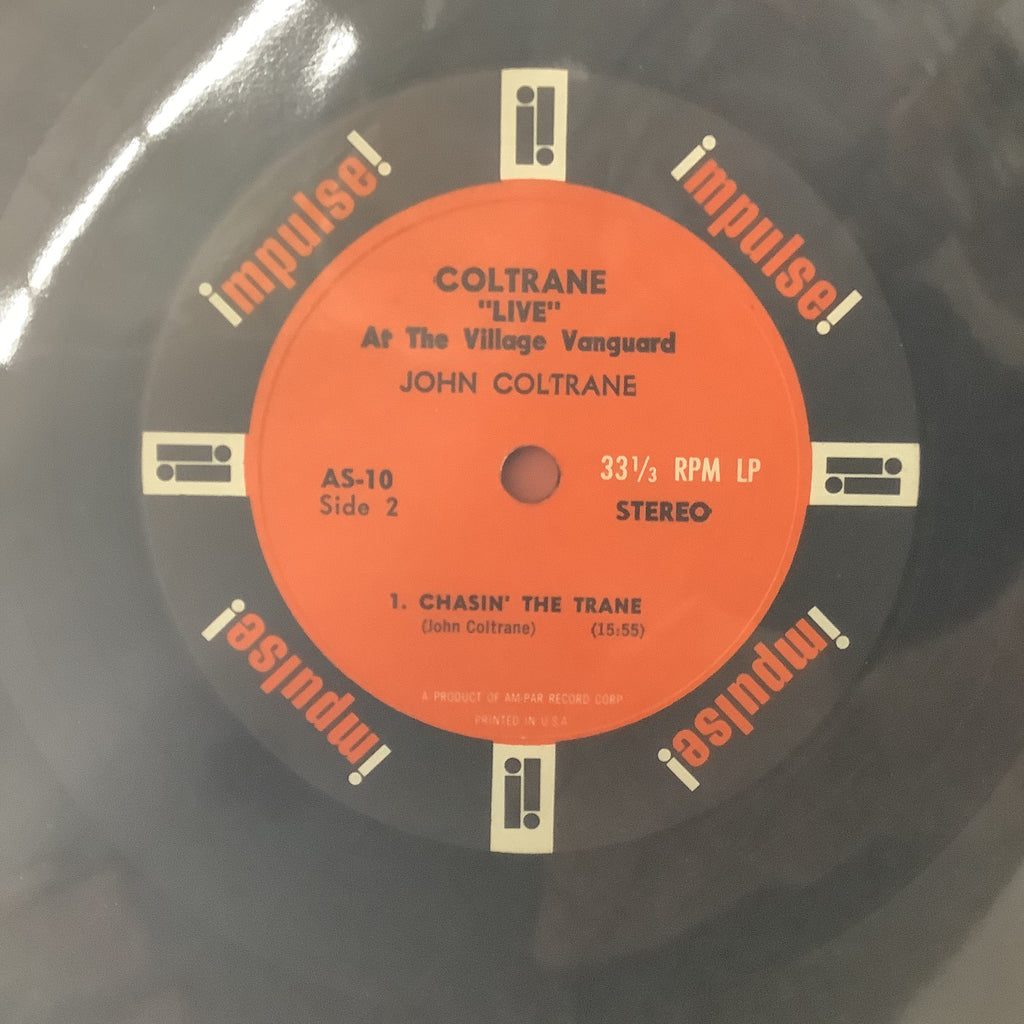 impulse!
impulse!
COLTRANE
"LIVE"
At The Village Vanguard
JOHN COLTRANE
AS-10
33⅓ RPM LP
Side 2
STEREO
1. CHASIN' THE TRANE
(John Coltrane) (15:55)
A PRODUCT OF AM-PAR RECORD CORP
PRINTED IN U.S.A
impulse!
impulse!